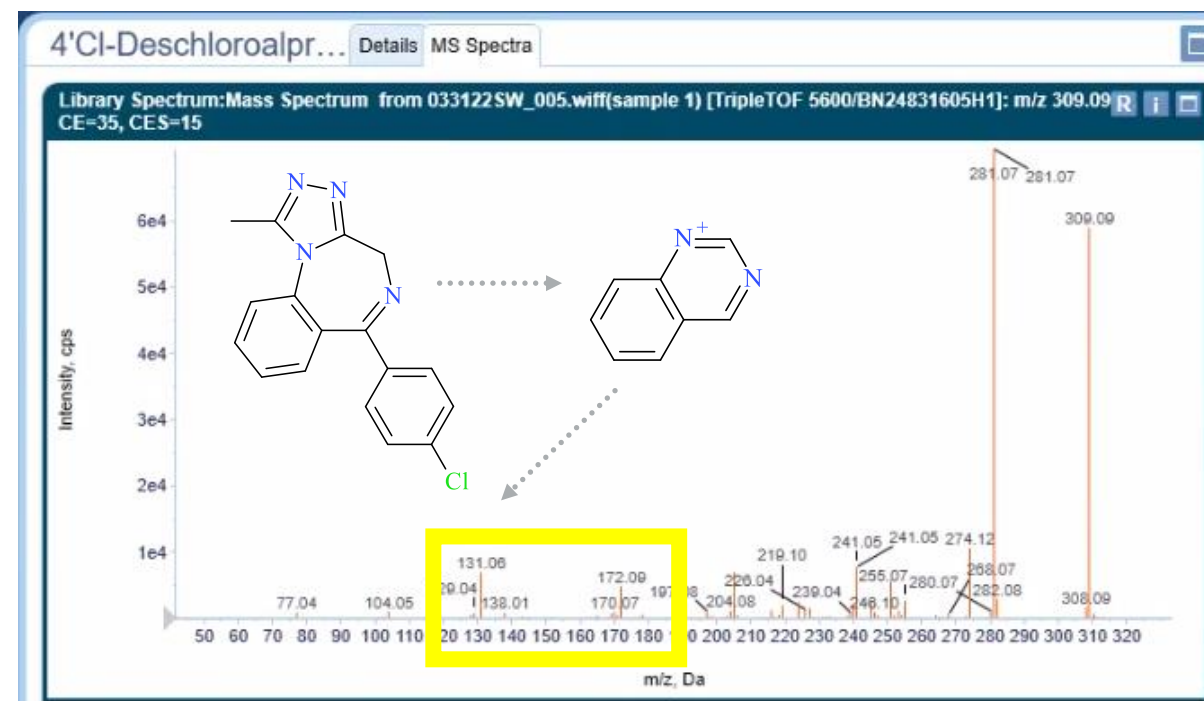 4'Cl-Deschloroalpr... Details MS Spectra
Library Spectrum:Mass Spectrum from 033122SW_005.wiff(sample 1) [TripleTOF 5600/BN24831605H1]: m/z 309.09 R i
CE=35, CES=15
Intensity, cps
6e4
5e4
4e4
3e4
2e4
1e4
N N
N
N
Cl
N+
N
281.07 281.07
309.09
77.04
104.05
29.04
131.06
138.01
170.07
172.09
204.08
219.10
226.04
239.04
241.05 241.05
246.10
255.07
274.12
280.07
268.07
282.08
308.09
50 60 70 80 90 100 110 120 130 140 150 160 170 180 200 210 220 230 240 250 260 270 280 290 300 310 320
m/z, Da